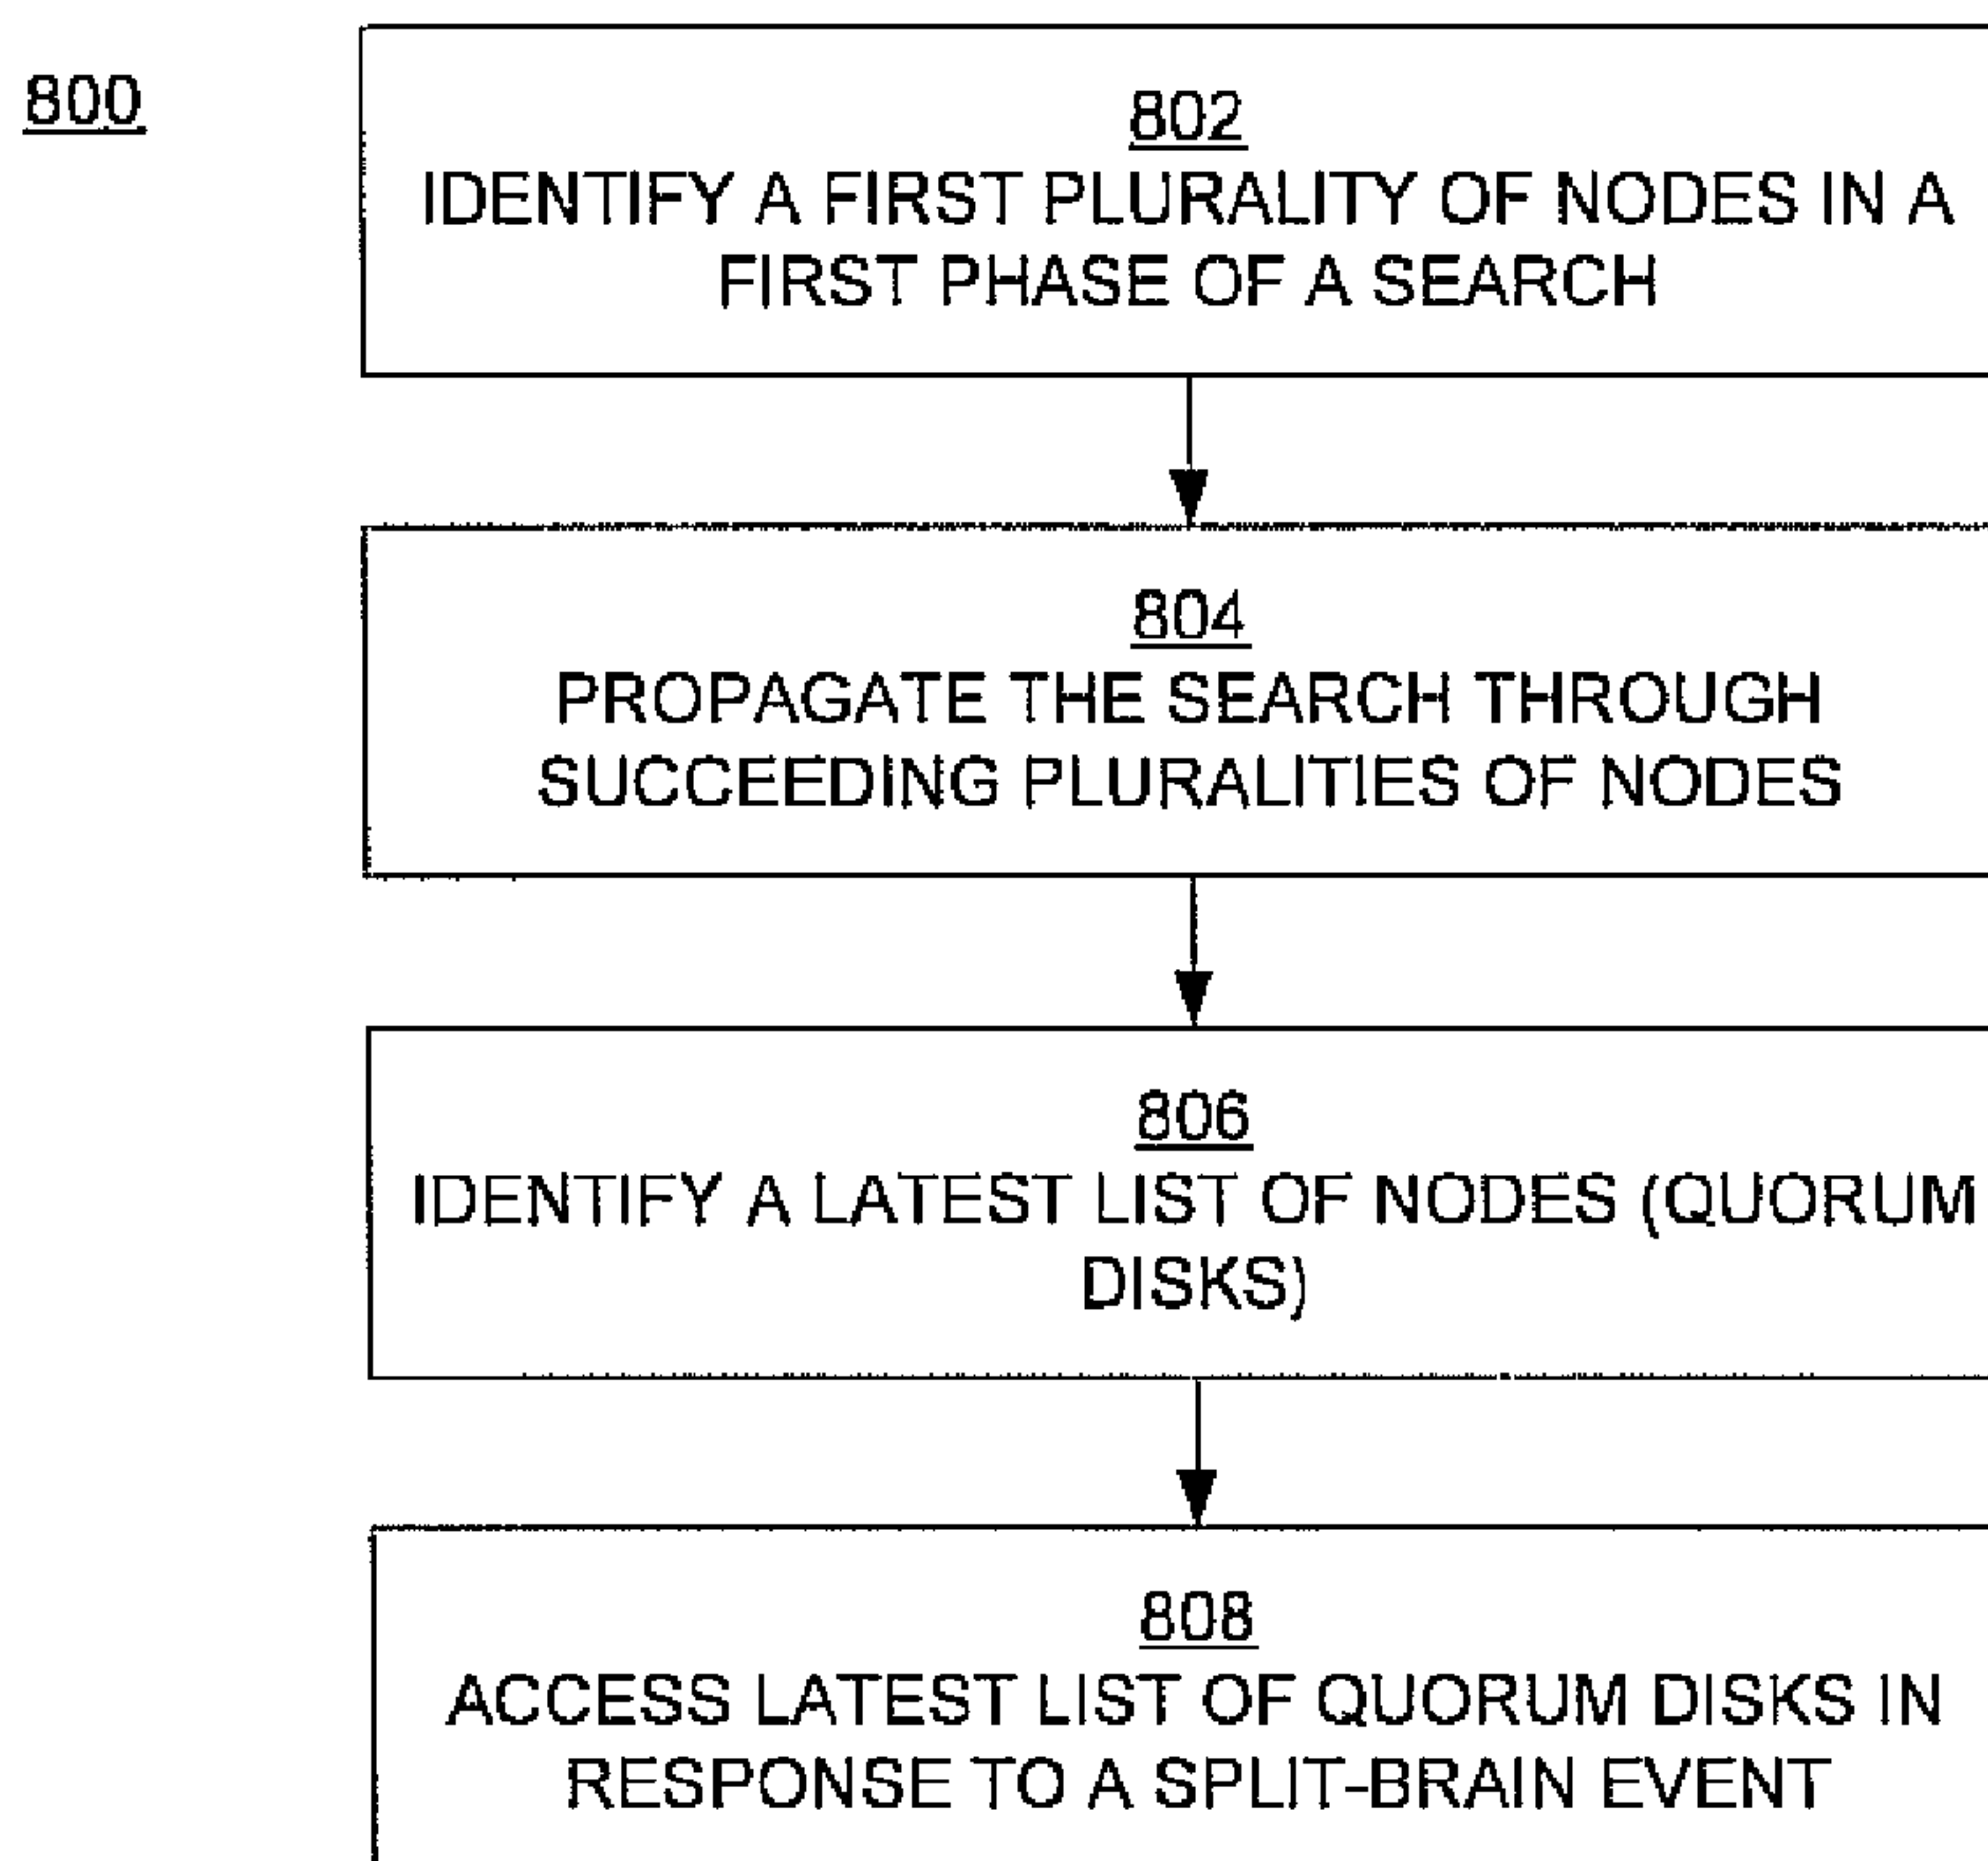 800
802
IDENTIFY A FIRST PLURALITY OF NODES IN A
FIRST PHASE OF A SEARCH
804
PROPAGATE THE SEARCH THROUGH
SUCCEEDING PLURALITIES OF NODES
806
IDENTIFY A LATEST LIST OF NODES (QUORUM
DISKS)
808
ACCESS LATEST LIST OF QUORUM DISKS IN
RESPONSE TO A SPLIT-BRAIN EVENT